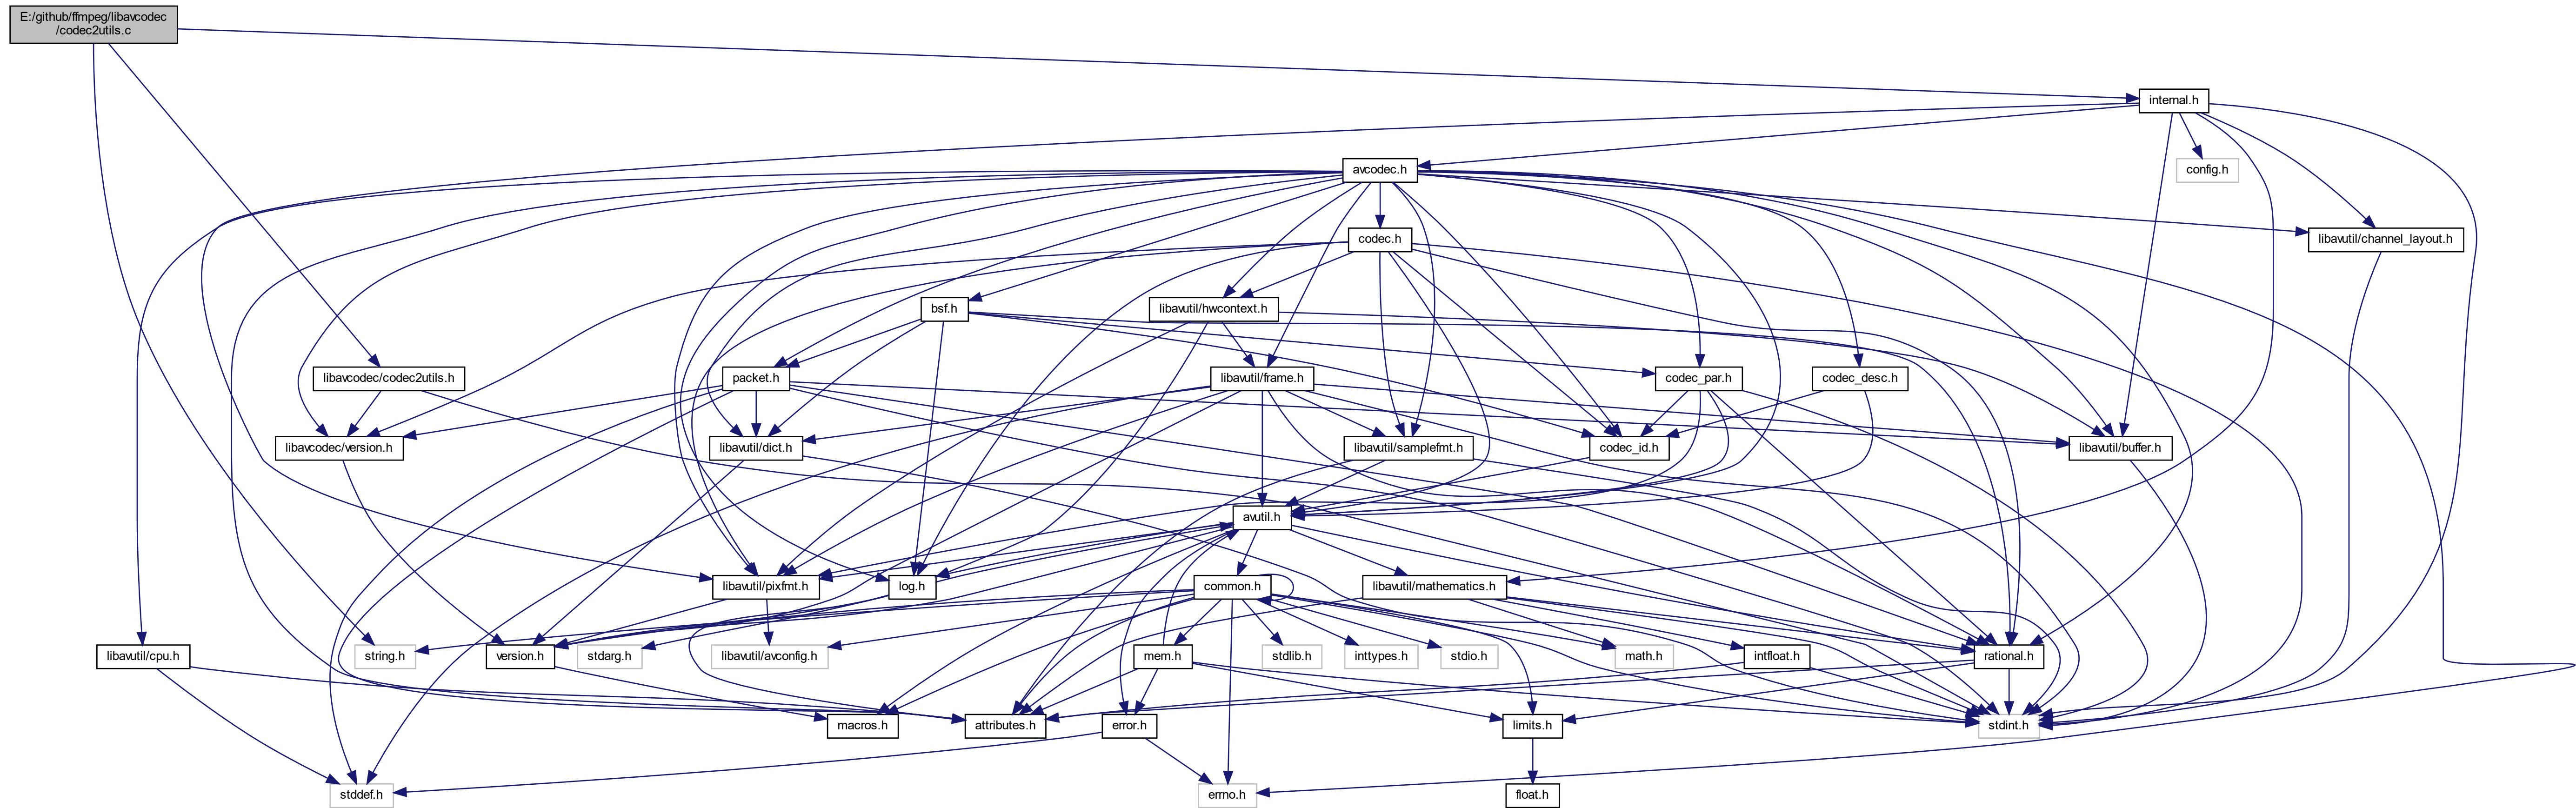 E:/github/ffmpeg/libavcodec
/codec2utils.c
internal.h
avcodec.h
config.h
codec.h
libavutil/channel_layout.h
bsf.h
libavutil/hwcontext.h
libavcodec/codec2utils.h
packet.h
libavutil/frame.h
codec_par.h
codec_desc.h
libavcodec/version.h
libavutil/dict.h
libavutil/samplefmt.h
codec_id.h
libavutil/buffer.h
avutil.h
libavutil/pixfmt.h
log.h
common.h
libavutil/mathematics.h
libavutil/cpu.h
string.h
version.h
stdarg.h
libavutil/avconfig.h
mem.h
stdlib.h
inttypes.h
stdio.h
math.h
intfloat.h
rational.h
macros.h
attributes.h
error.h
limits.h
stdint.h
stddef.h
errno.h
float.h